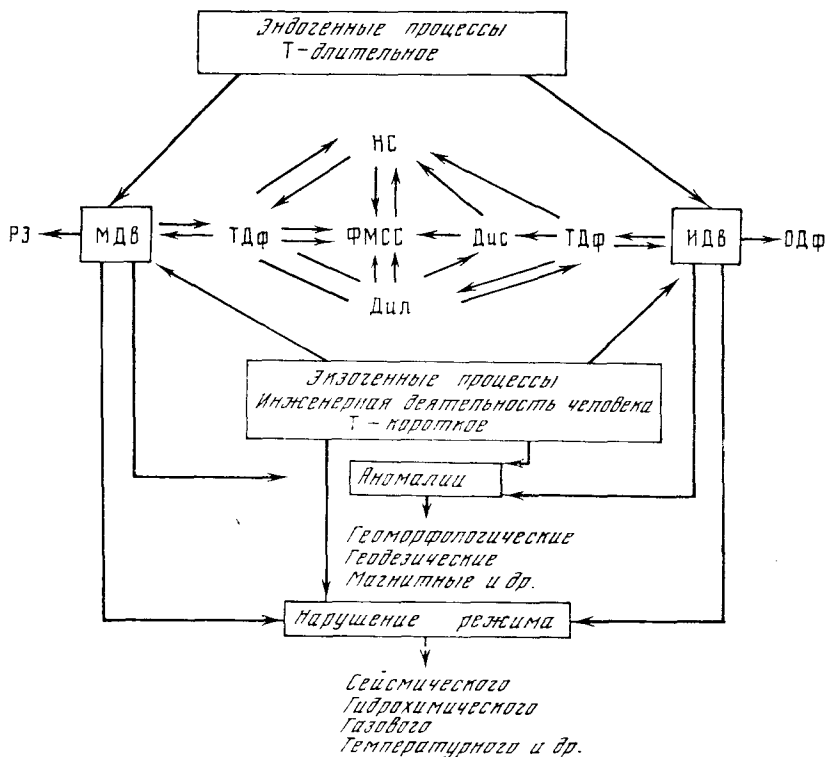 Эндогенные процессы
Т-длительное
НС
РЗ МДв ТДф ФМСС Дис ТДф ИДв ОДф
Дил
Экзогенные процессы
Инженерная деятельность человека
Т - короткое
Аномалии
Геоморфологические
Геодезические
Магнитные и др.
Нарушение режима
Сейсмического
Гидрохимического
Газового
Температурного и др.